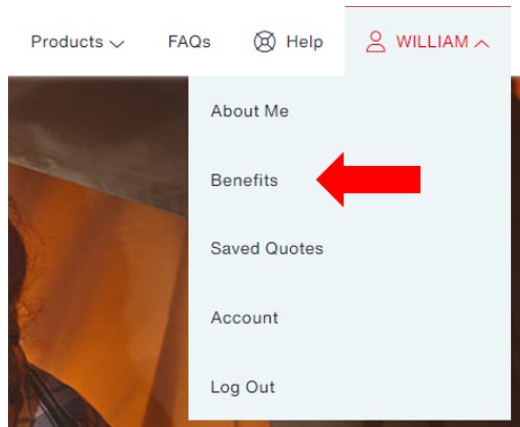 Products FAQs Help WILLIAM
About Me
Benefits
Saved Quotes
Account
Log Out